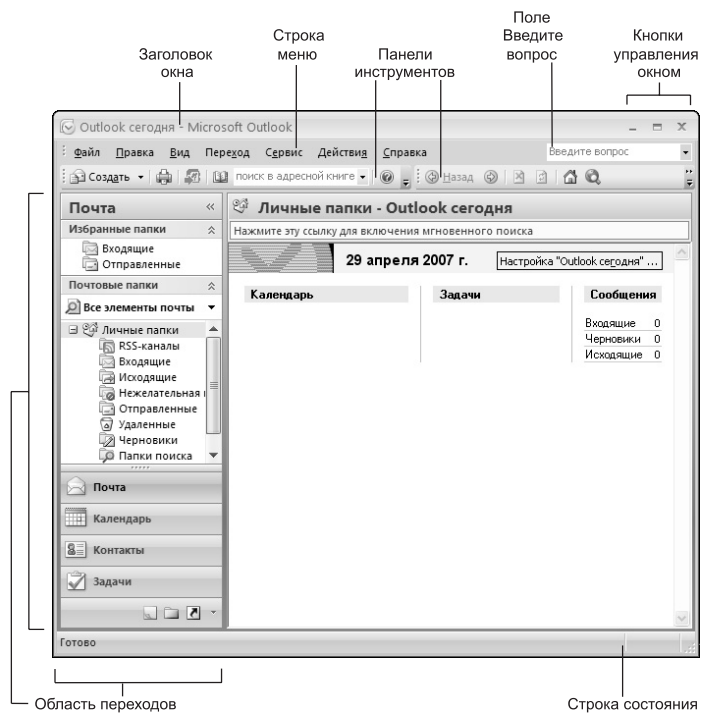 Поле
Введите
вопрос
Строка
меню
Кнопки
управления
окном
Заголовок
окна
Панели
инструментов
Outlook сегодня - Microsoft Outlook
Файл Правка Вид Переход Сервис Действия Справка Введите вопрос
Создать поиск в адресной книге Назад
Почта «
Личные папки - Outlook сегодня
Избранные папки
Нажмите эту ссылку для включения мгновенного поиска
Входящие
Отправленные
29 апреля 2007 г. Настройка "Outlook сегодня" ...
Почтовые папки
Все элементы почты
Календарь Задачи Сообщения
Личные папки
RSS-каналы
Входящие
Исходящие
Нежелательная
Отправленные
Удаленные
Черновики
Папки поиска
Входящие 0
Черновики 0
Исходящие 0
Почта
Календарь
Контакты
Задачи
Готово
Область переходов
Строка состояния